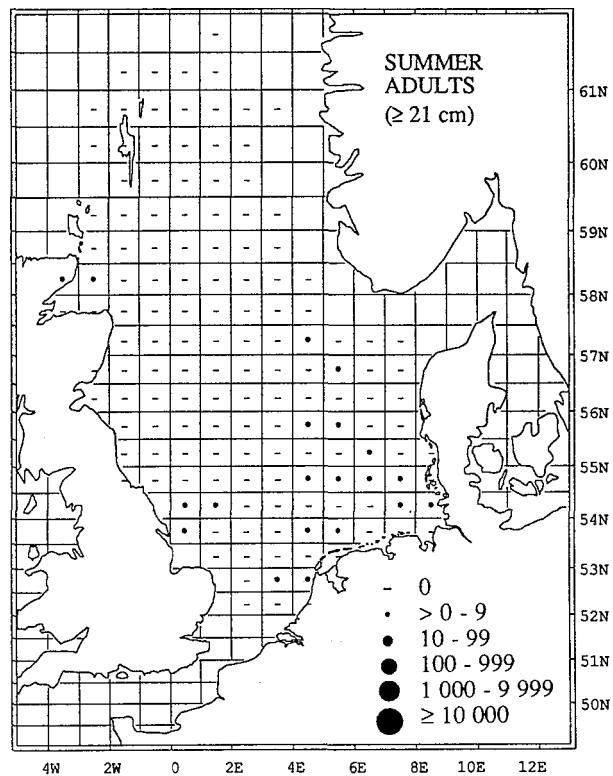 SUMMER
ADULTS
(≥ 21 cm)
61N
60N
59N
58N
57N
56N
55N
54N
53N
52N
51N
50N
- 0
> 0 - 9
10 - 99
100 - 999
1 000 - 9 999
≥ 10 000
4W 2W 0 2E 4E 6E 8E 10E 12E